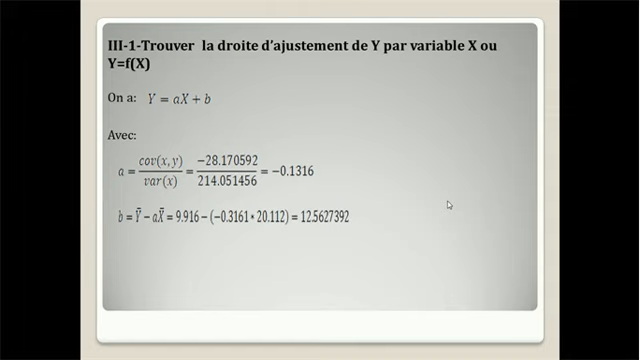 III-1-Trouver la droite d'ajustement de Y par variable X ou
Y=f(X)
On a: Y = aX + b
Avec:
a = cov(x, y)/var(x) = −28.170592/214.051456 = −0.1316
b = Ȳ − aX̄ = 9.916 − (−0.3161 * 20.112) = 12.5627392